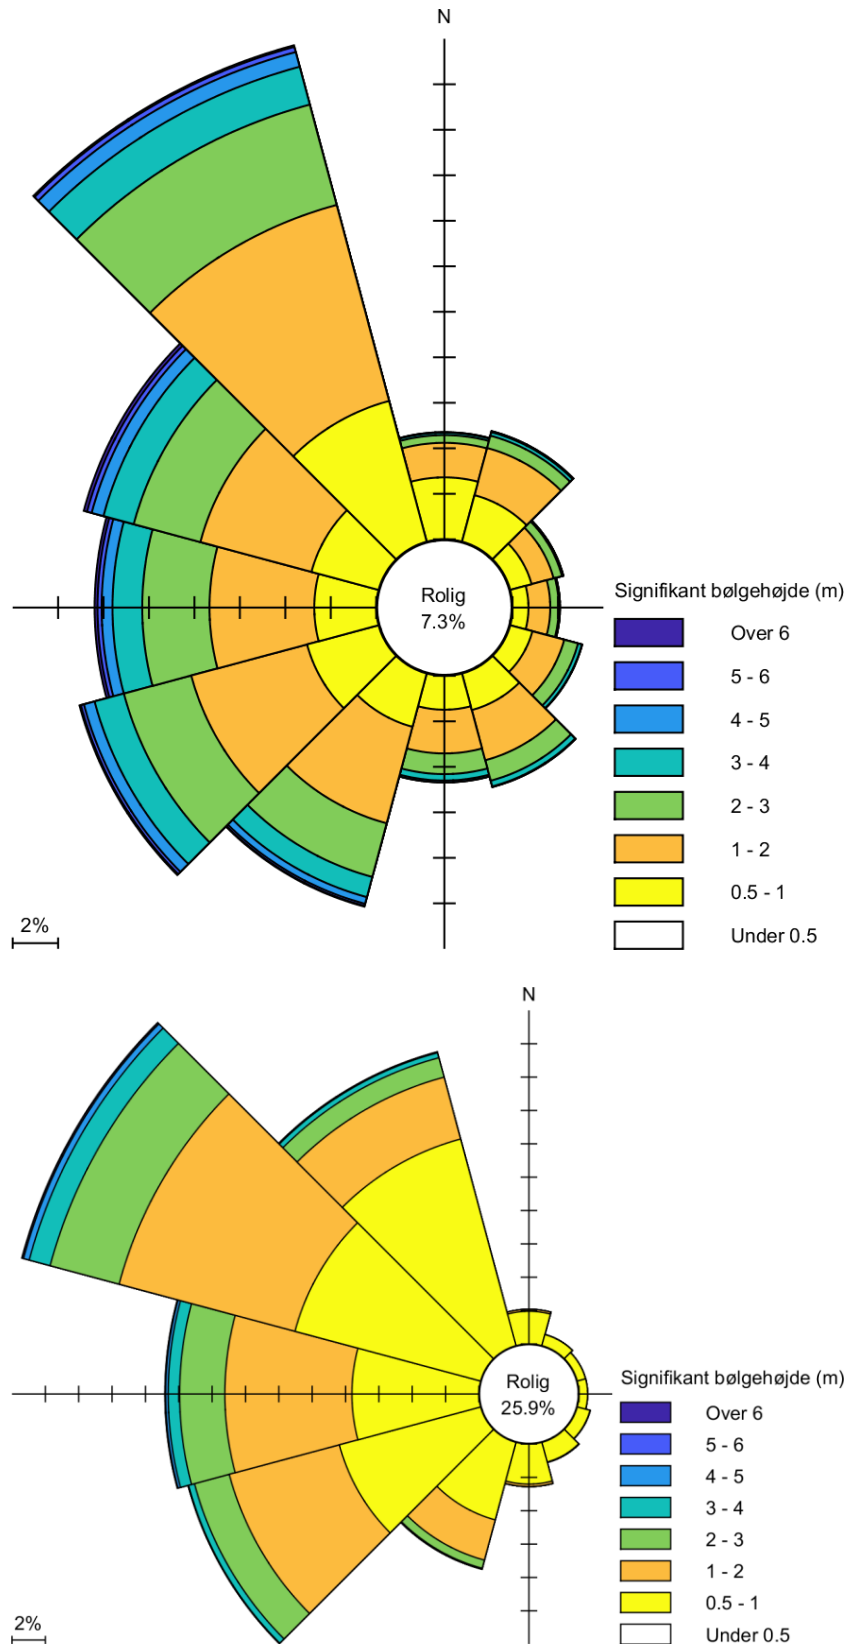 N
Rolig
7.3%
Signifikant bølgehøjde (m)
Over 6
5 - 6
4 - 5
3 - 4
2 - 3
1 - 2
0.5 - 1
Under 0.5
2%
N
Rolig
25.9%
Signifikant bølgehøjde (m)
Over 6
5 - 6
4 - 5
3 - 4
2 - 3
1 - 2
0.5 - 1
Under 0.5
2%